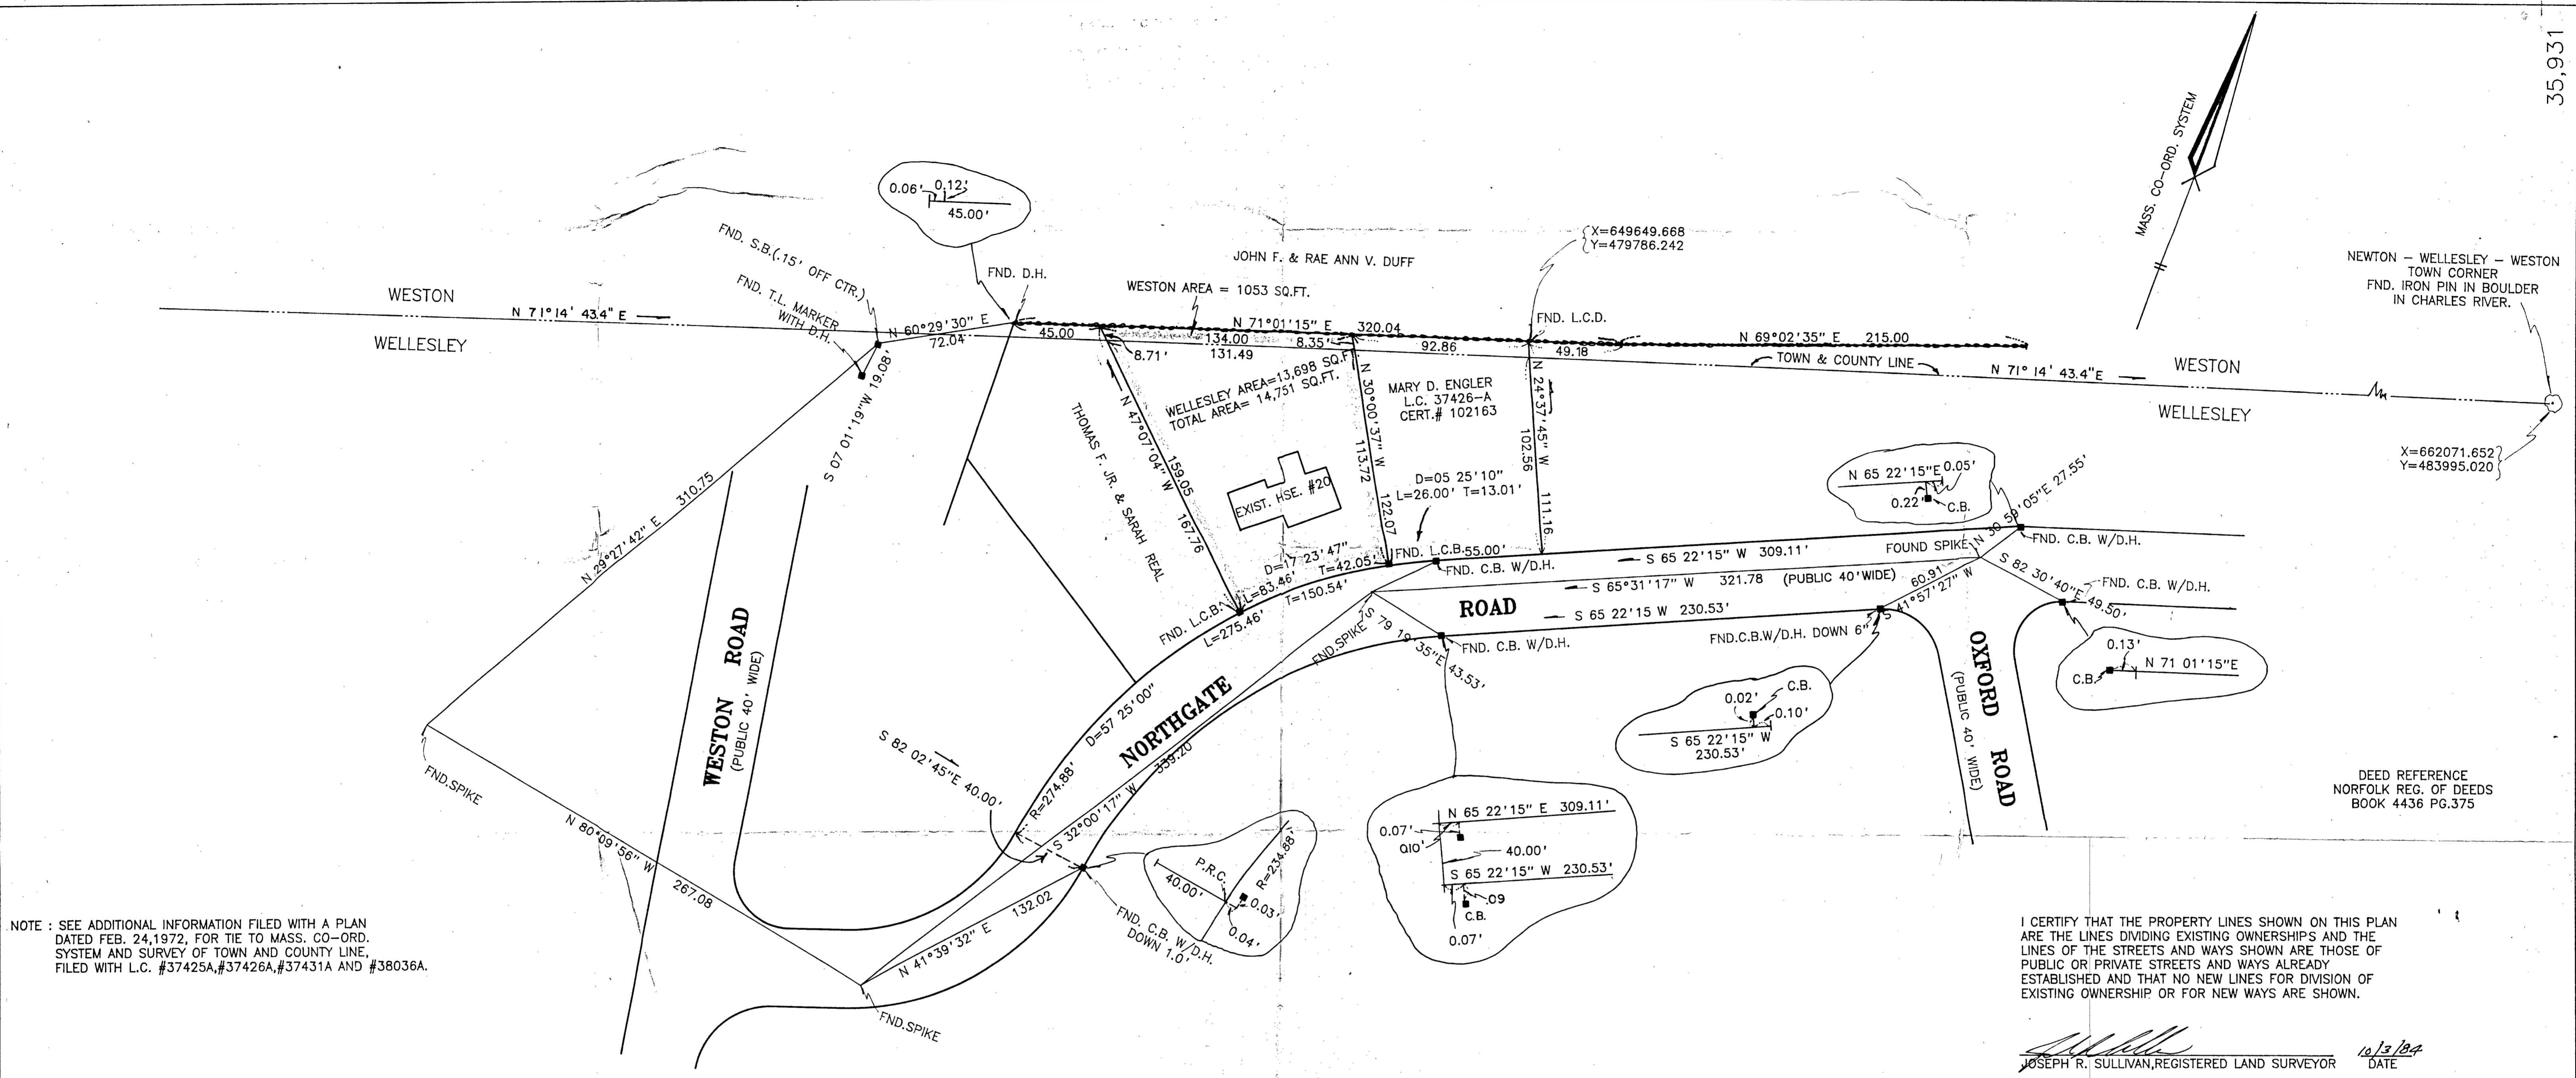 35,931
MASS. CO-ORD. SYSTEM
0.06' 0.12'
45.00'
FND. S.B.(.15' OFF CTR.)
FND. T.L. MARKER
WITH D.H.
FND. D.H.
JOHN F. & RAE ANN V. DUFF
WESTON AREA = 1053 SQ.FT.
X=649649.668
Y=479786.242
FND. L.C.D.
NEWTON - WELLESLEY - WESTON
TOWN CORNER
FND. IRON PIN IN BOULDER
IN CHARLES RIVER.
WESTON
N 71°14' 43.4" E
WELLESLEY
N 60°29'30" E
72.04
45.00
N 71°01'15" E 320.04
134.00
8.71'
131.49
8.35'
92.86
49.18
N 69°02'35" E 215.00
TOWN & COUNTY LINE
N 71° 14' 43.4"E
WESTON
WELLESLEY
X=662071.652
Y=483995.020
S 07 01'19"W 19.08'
N 29°27'42" E 310.75
THOMAS F. JR. & SARAH REAL
N 47°07'04" W
159.05
167.76
WELLESLEY AREA=13,698 SQ.F
TOTAL AREA= 14,751 SQ.FT.
EXIST. HSE. #20
N 30°00'37" W
113.72
122.07
MARY D. ENGLER
L.C. 37426-A
CERT.# 102163
N 24°37'45" W
102.56
111.16
D=05 25'10"
L=26.00' T=13.01'
N 65 22'15"E 0.05'
0.22'
C.B.
N 30 59'05"E 27.55'
FND. C.B. W/D.H.
FOUND SPIKE
FND. L.C.B. 55.00'
FND. C.B. W/D.H.
S 65 22'15" W 309.11'
S 65°31'17" W 321.78 (PUBLIC 40'WIDE)
ROAD
S 65 22'15 W 230.53'
60.91
S 41°57'27" W
S 82 30'40"E 49.50'
FND. C.B. W/D.H.
FND.C.B.W/D.H. DOWN 6"
D=17 23'47"
T=42.05'
L=83.46'
T=150.54'
FND. L.C.B.
L=275.46'
FND.SPIKE
S 79 19'35"E 43.53'
FND. C.B. W/D.H.
0.13'
N 71 01'15"E
C.B.
0.02'
C.B.
0.10'
S 65 22'15" W
230.53'
OXFORD ROAD
(PUBLIC 40' WIDE)
WESTON ROAD
(PUBLIC 40' WIDE)
D=57 25'00"
NORTHGATE
R=274.88'
S 32°00'17" W
339.20
S 82 02'45"E 40.00'
FND.SPIKE
N 80°09'56" W 267.08
P.R.C.
40.00'
R=234.88'
0.03'
0.04'
N 65 22'15" E 309.11'
0.07'
0.10'
40.00'
S 65 22'15" W 230.53'
.09
C.B.
0.07'
DEED REFERENCE
NORFOLK REG. OF DEEDS
BOOK 4436 PG.375
N 41°39'32" E 132.02
FND. C.B. W/D.H.
DOWN 1.0'
FND.SPIKE
NOTE : SEE ADDITIONAL INFORMATION FILED WITH A PLAN
DATED FEB. 24,1972, FOR TIE TO MASS. CO-ORD.
SYSTEM AND SURVEY OF TOWN AND COUNTY LINE,
FILED WITH L.C. #37425A,#37426A,#37431A AND #38036A.
I CERTIFY THAT THE PROPERTY LINES SHOWN ON THIS PLAN
ARE THE LINES DIVIDING EXISTING OWNERSHIPS AND THE
LINES OF THE STREETS AND WAYS SHOWN ARE THOSE OF
PUBLIC OR PRIVATE STREETS AND WAYS ALREADY
ESTABLISHED AND THAT NO NEW LINES FOR DIVISION OF
EXISTING OWNERSHIP OR FOR NEW WAYS ARE SHOWN.
10/3/84
JOSEPH R. SULLIVAN,REGISTERED LAND SURVEYOR DATE